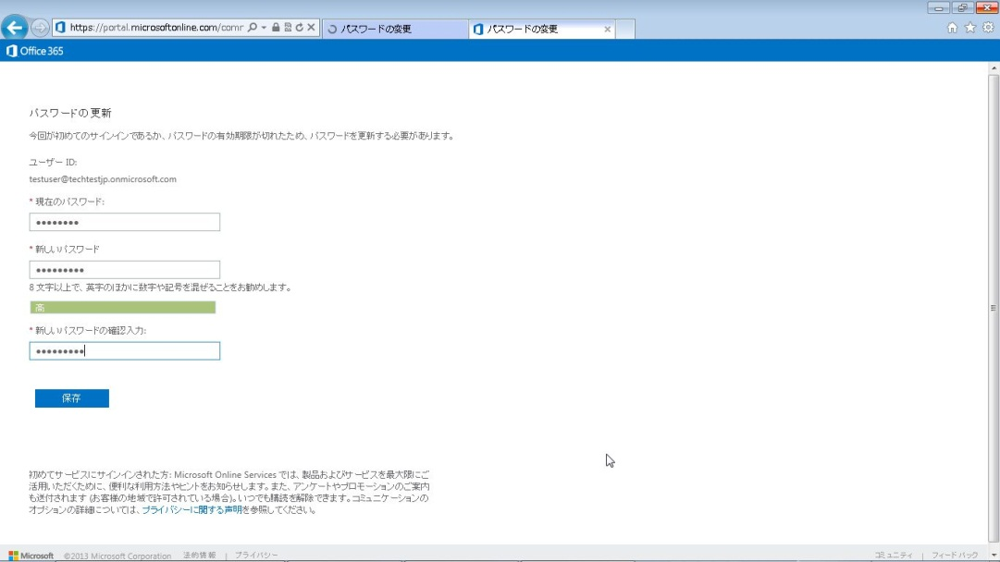 https://portal.microsoftonline.com/comr
パスワードの変更
パスワードの変更
Office 365
パスワードの更新
今回が初めてのサインインであるか、パスワードの有効期限が切れたため、パスワードを更新する必要があります。
ユーザー ID:
testuser@techtestjp.onmicrosoft.com
* 現在のパスワード:
* 新しいパスワード
8 文字以上で、英字のほかに数字や記号を混ぜることをお勧めします。
高
* 新しいパスワードの確認入力:
保存
初めてサービスにサインインされた方: Microsoft Online Services では、製品およびサービスを最大限にご
活用いただくために、便利な利用方法やヒントをお知らせします。また、アンケートやプロモーションのご案内
も送付されます (お客様の地域で許可されている場合)。いつでも購読を解除できます。コミュニケーションの
オプションの詳細については、プライバシーに関する声明を参照してください。
Microsoft ©2013 Microsoft Corporation 法的情報 | プライバシー コミュニティ | フィードバック